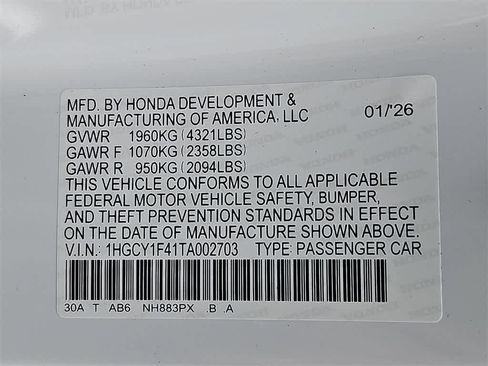 MFD. BY HONDA DEVELOPMENT &
MANUFACTURING OF AMERICA, LLC 01/'26
GVWR 1960KG (4321LBS)
GAWR F 1070KG (2358LBS)
GAWR R 950KG (2094LBS)
THIS VEHICLE CONFORMS TO ALL APPLICABLE
FEDERAL MOTOR VEHICLE SAFETY, BUMPER,
AND THEFT PREVENTION STANDARDS IN EFFECT
ON THE DATE OF MANUFACTURE SHOWN ABOVE.
V.I.N.: 1HGCY1F41TA002703 TYPE: PASSENGER CAR
30A T AB6 NH883PX .B .A